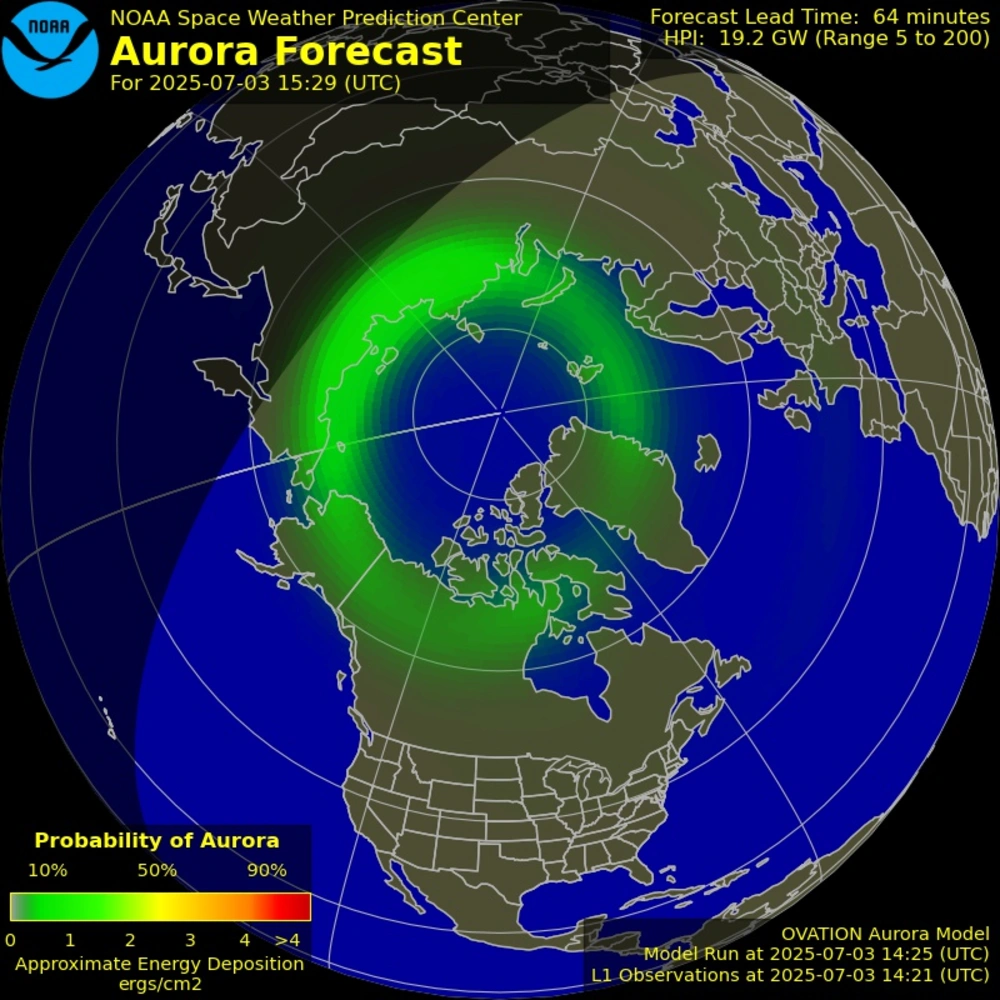 NOAA
NOAA Space Weather Prediction Center
Aurora Forecast
For 2025-07-03 15:29 (UTC)
Forecast Lead Time: 64 minutes
HPI: 19.2 GW (Range 5 to 200)
Probability of Aurora
10% 50% 90%
0 1 2 3 4 >4
Approximate Energy Deposition
ergs/cm2
OVATION Aurora Model
Model Run at 2025-07-03 14:25 (UTC)
L1 Observations at 2025-07-03 14:21 (UTC)